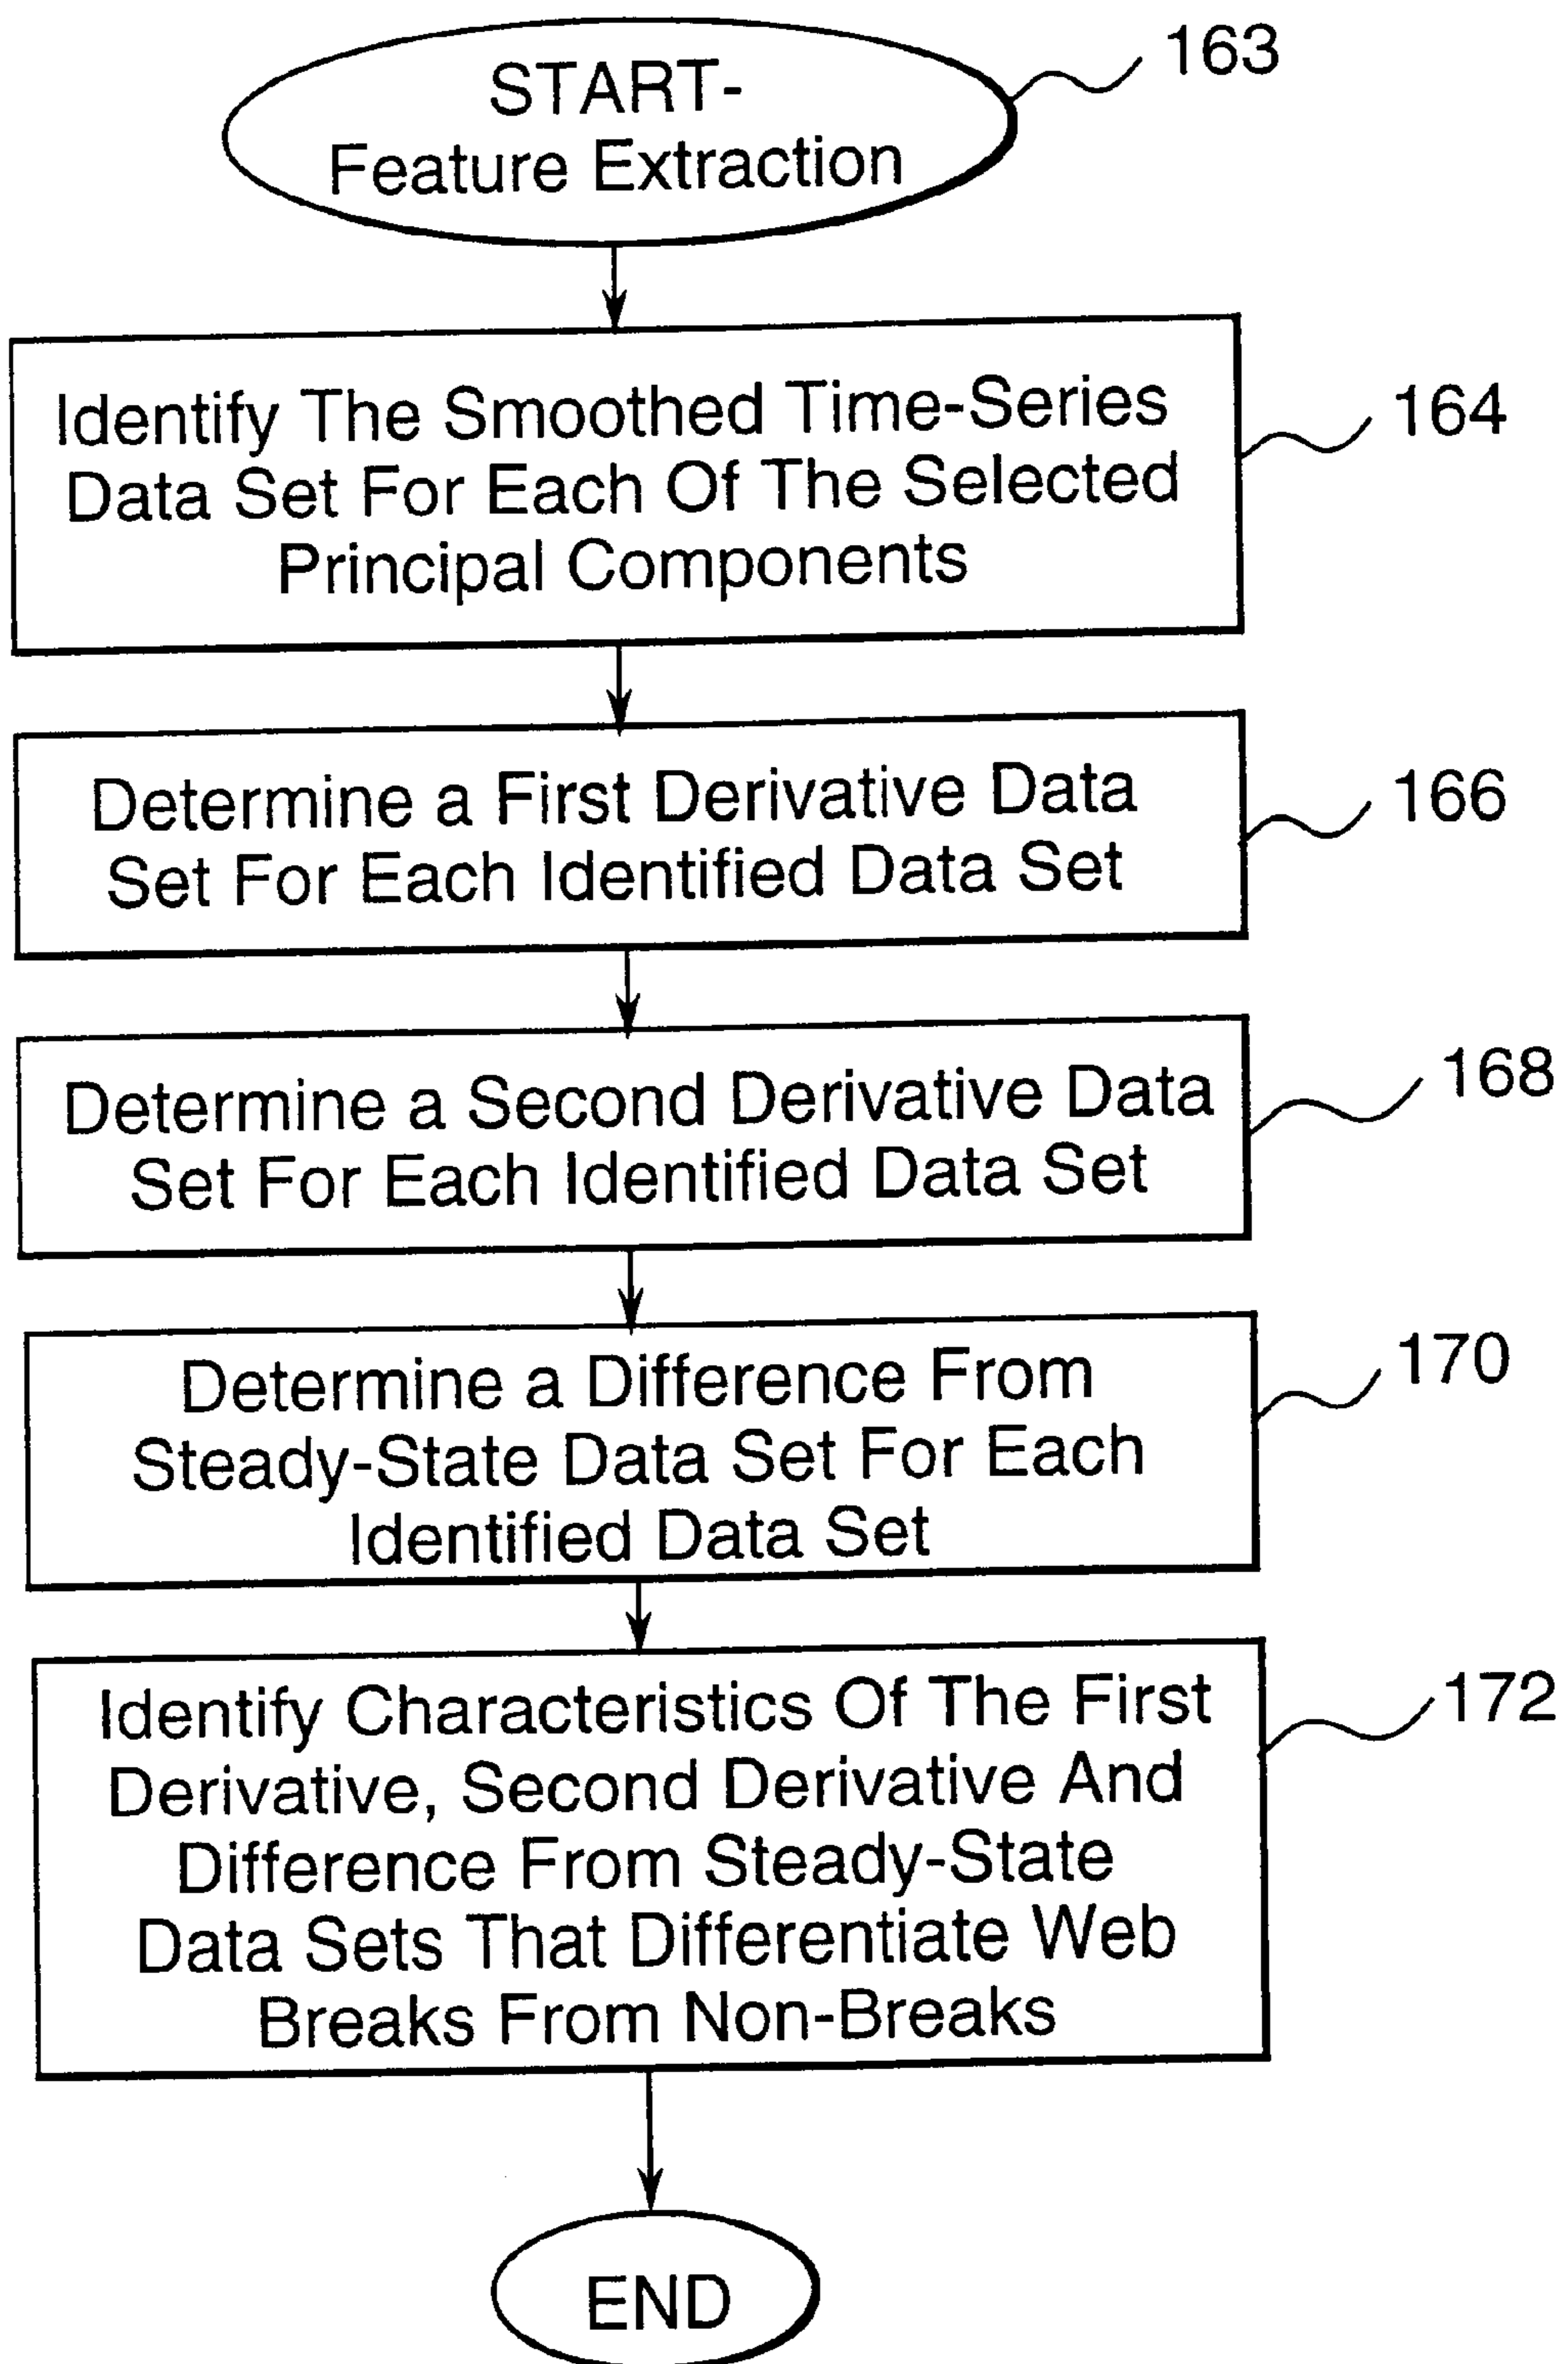 START-
Feature Extraction
163
Identify The Smoothed Time-Series
Data Set For Each Of The Selected
Principal Components
164
Determine a First Derivative Data
Set For Each Identified Data Set
166
Determine a Second Derivative Data
Set For Each Identified Data Set
168
Determine a Difference From
Steady-State Data Set For Each
Identified Data Set
170
Identify Characteristics Of The First
Derivative, Second Derivative And
Difference From Steady-State
Data Sets That Differentiate Web
Breaks From Non-Breaks
172
END